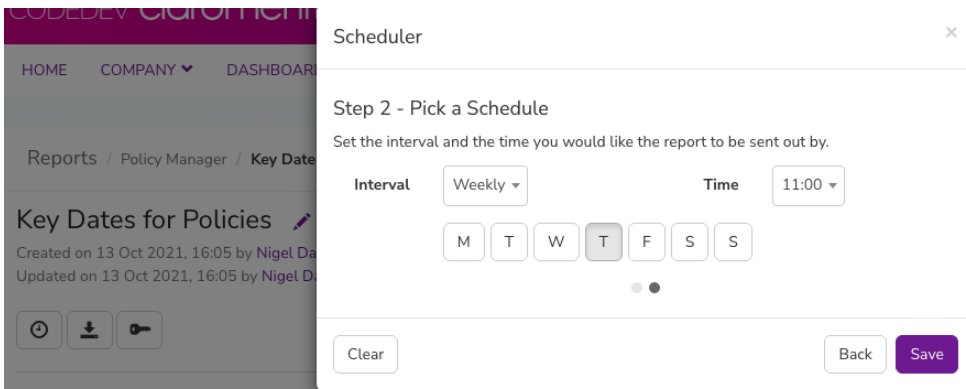 CODEDEV
Scheduler ×
HOME COMPANY DASHBOAR
Step 2 - Pick a Schedule
Set the interval and the time you would like the report to be sent out by.
Reports / Policy Manager / Key Date
Interval Weekly Time 11:00
Key Dates for Policies
M T W T F S S
Created on 13 Oct 2021, 16:05 by Nigel Da
Updated on 13 Oct 2021, 16:05 by Nigel D
Clear Back Save